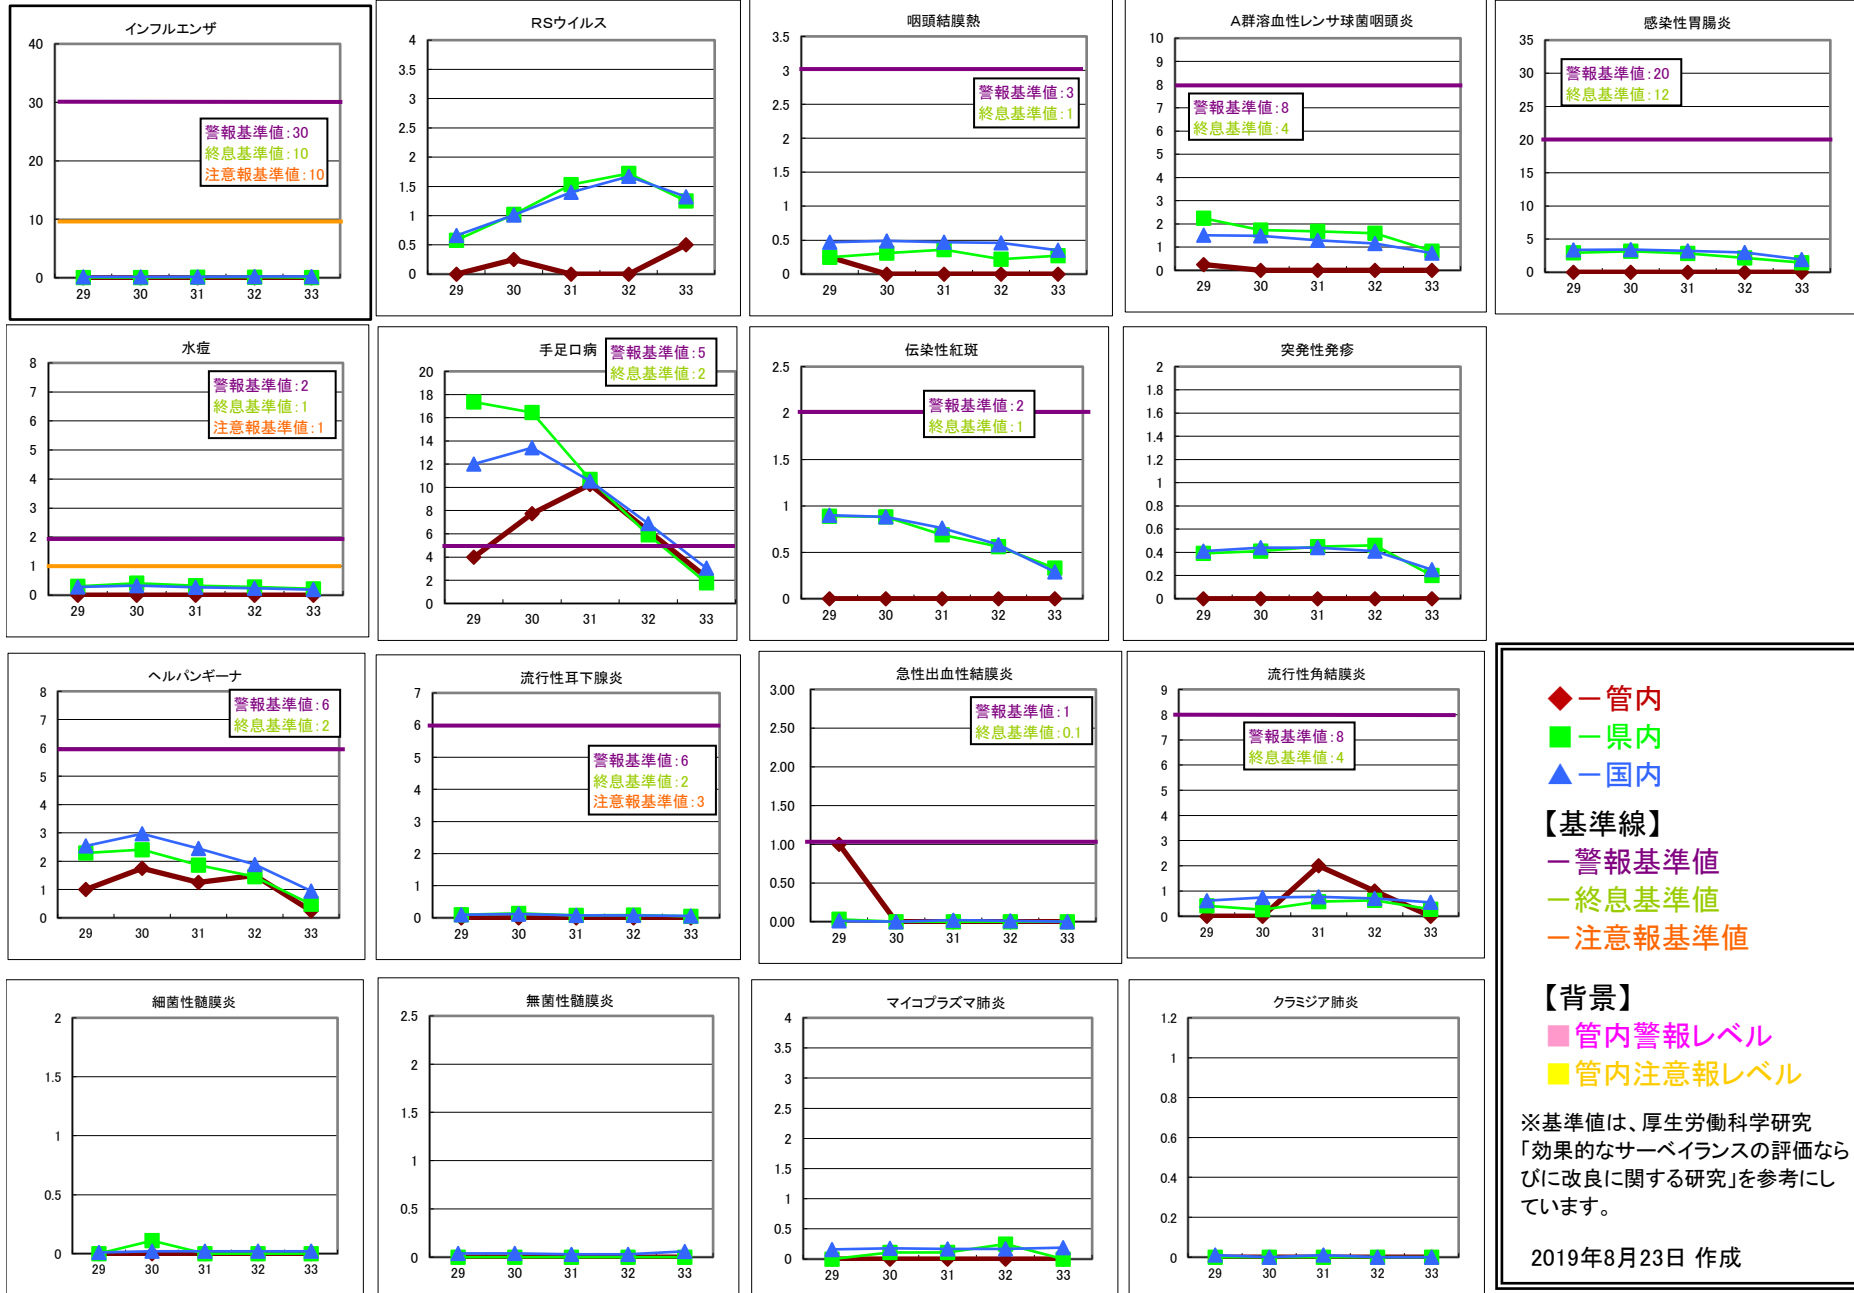 インフルエンザ
40
30
20
10
0
警報基準値:30
終息基準値:10
注意報基準値:10
29 30 31 32 33
RSウイルス
4
3.5
3
2.5
2
1.5
1
0.5
0
29 30 31 32 33
咽頭結膜熱
3.5
3
2.5
2
1.5
1
0.5
0
警報基準値:3
終息基準値:1
29 30 31 32 33
A群溶血性レンサ球菌咽頭炎
10
9
8
7
6
5
4
3
2
1
0
警報基準値:8
終息基準値:4
29 30 31 32 33
感染性胃腸炎
35
30
25
20
15
10
5
0
警報基準値:20
終息基準値:12
29 30 31 32 33
水痘
8
7
6
5
4
3
2
1
0
警報基準値:2
終息基準値:1
注意報基準値:1
29 30 31 32 33
手足口病
警報基準値:5
終息基準値:2
20
18
16
14
12
10
8
6
4
2
0
29 30 31 32 33
伝染性紅斑
2.5
2
1.5
1
0.5
0
警報基準値:2
終息基準値:1
29 30 31 32 33
突発性発疹
2
1.8
1.6
1.4
1.2
1
0.8
0.6
0.4
0.2
0
29 30 31 32 33
ヘルパンギーナ
8
7
6
5
4
3
2
1
0
警報基準値:6
終息基準値:2
29 30 31 32 33
流行性耳下腺炎
7
6
5
4
3
2
1
0
警報基準値:6
終息基準値:2
注意報基準値:3
29 30 31 32 33
急性出血性結膜炎
3.00
2.50
2.00
1.50
1.00
0.50
0.00
警報基準値:1
終息基準値:0.1
29 30 31 32 33
流行性角結膜炎
9
8
7
6
5
4
3
2
1
0
警報基準値:8
終息基準値:4
29 30 31 32 33
細菌性髄膜炎
2
1.5
1
0.5
0
29 30 31 32 33
無菌性髄膜炎
2.5
2
1.5
1
0.5
0
29 30 31 32 33
マイコプラズマ肺炎
4
3.5
3
2.5
2
1.5
1
0.5
0
29 30 31 32 33
クラミジア肺炎
1.2
1
0.8
0.6
0.4
0.2
0
29 30 31 32 33
◆－管内
■－県内
▲－国内
【基準線】
－警報基準値
－終息基準値
－注意報基準値
【背景】
■管内警報レベル
■管内注意報レベル
※基準値は、厚生労働科学研究
「効果的なサーベイランスの評価なら
びに改良に関する研究」を参考にし
ています。
2019年8月23日 作成